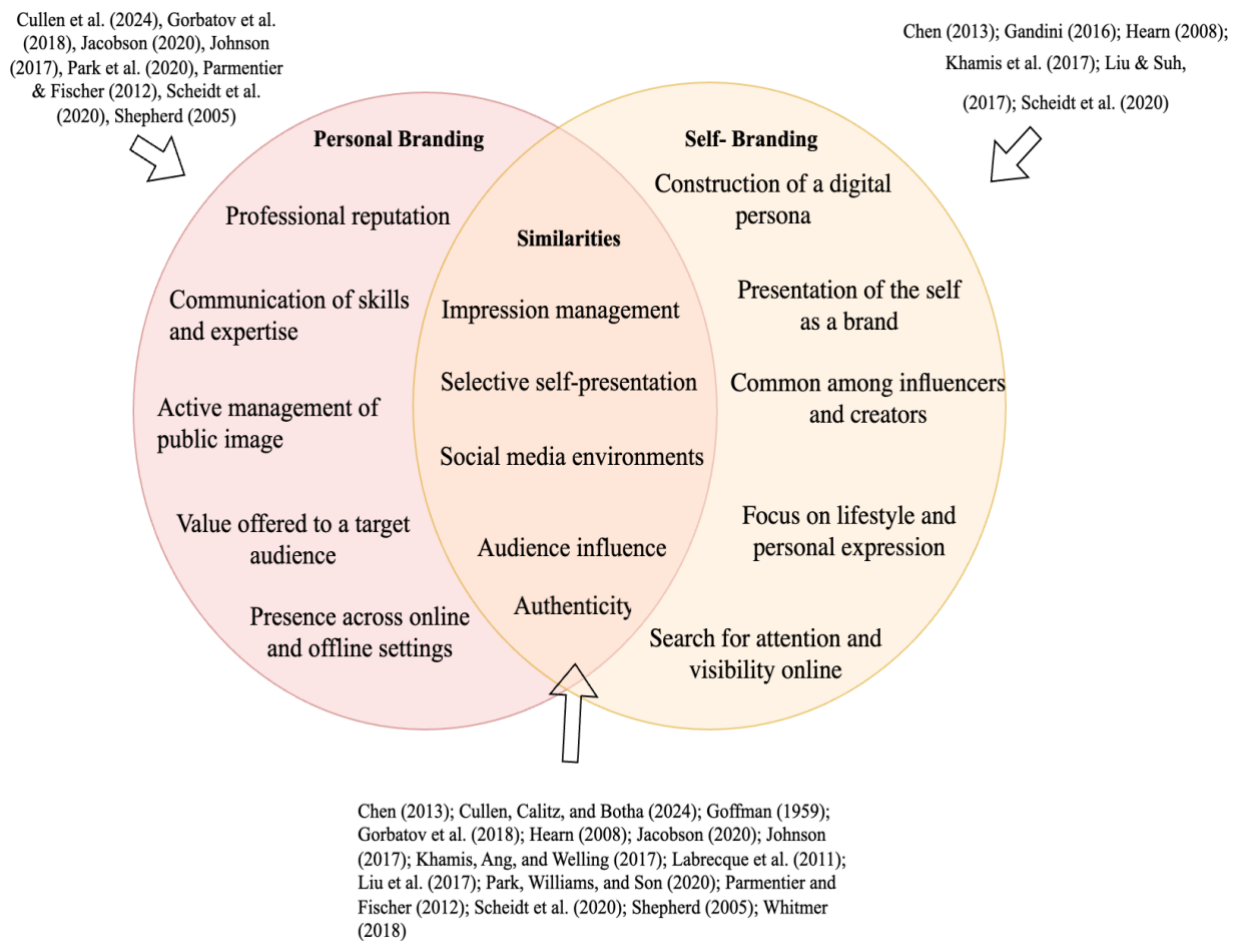 Cullen et al. (2024), Gorbatov et al.
(2018), Jacobson (2020), Johnson
(2017), Park et al. (2020), Parmentier
& Fischer (2012), Scheidt et al.
(2020), Shepherd (2005)
Chen (2013); Gandini (2016); Hearn (2008);
Khamis et al. (2017); Liu & Suh,
(2017); Scheidt et al. (2020)
Personal Branding
Professional reputation
Communication of skills
and expertise
Active management of
public image
Value offered to a target
audience
Presence across online
and offline settings
Similarities
Impression management
Selective self-presentation
Social media environments
Audience influence
Authenticity
Self- Branding
Construction of a digital
persona
Presentation of the self
as a brand
Common among influencers
and creators
Focus on lifestyle and
personal expression
Search for attention and
visibility online
Chen (2013); Cullen, Calitz, and Botha (2024); Goffman (1959);
Gorbatov et al. (2018); Hearn (2008); Jacobson (2020); Johnson
(2017); Khamis, Ang, and Welling (2017); Labrecque et al. (2011);
Liu et al. (2017); Park, Williams, and Son (2020); Parmentier and
Fischer (2012); Scheidt et al. (2020); Shepherd (2005); Whitmer
(2018)